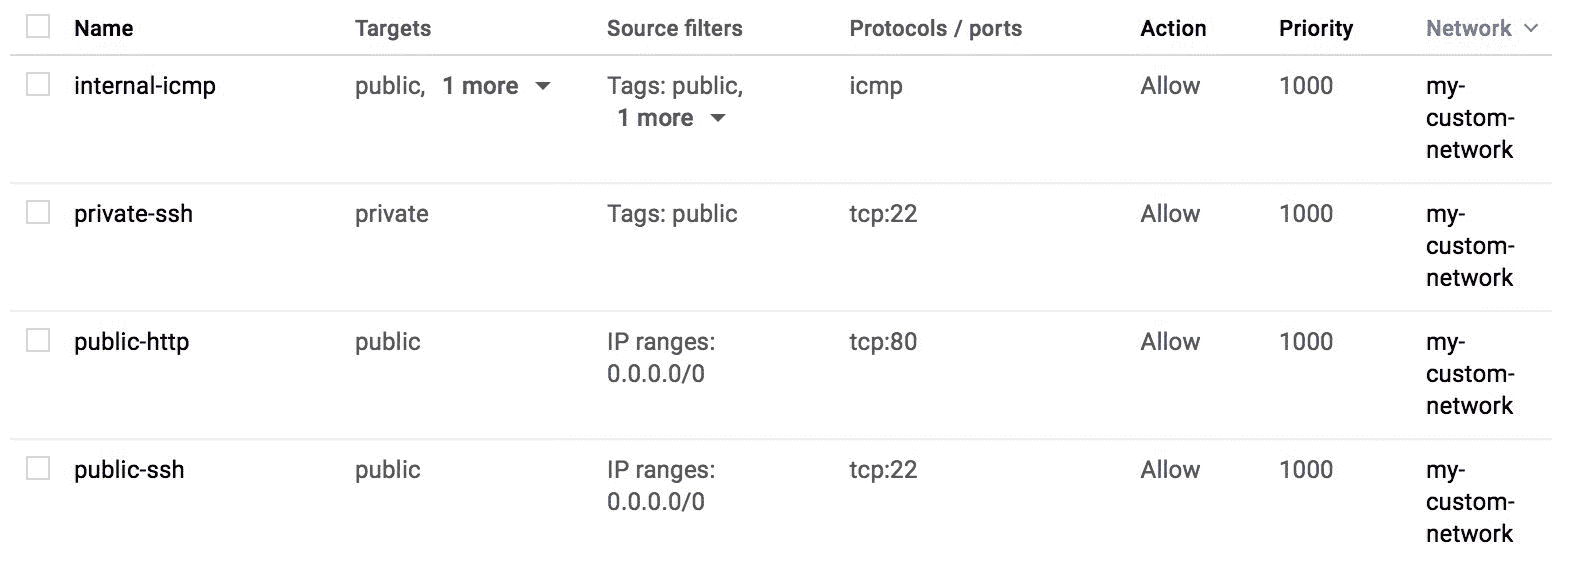 Name Targets Source filters Protocols / ports Action Priority Network
internal-icmp public, 1 more Tags: public, icmp Allow 1000 my-
1 more custom-
network
private-ssh private Tags: public tcp:22 Allow 1000 my-
custom-
network
public-http public IP ranges: tcp:80 Allow 1000 my-
0.0.0.0/0 custom-
network
public-ssh public IP ranges: tcp:22 Allow 1000 my-
0.0.0.0/0 custom-
network